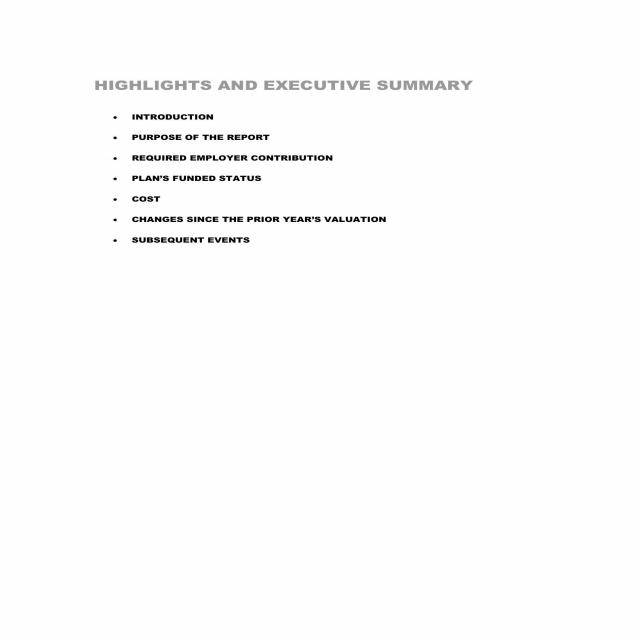 HIGHLIGHTS AND EXECUTIVE SUMMARY
• INTRODUCTION
• PURPOSE OF THE REPORT
• REQUIRED EMPLOYER CONTRIBUTION
• PLAN'S FUNDED STATUS
• COST
• CHANGES SINCE THE PRIOR YEAR'S VALUATION
• SUBSEQUENT EVENTS